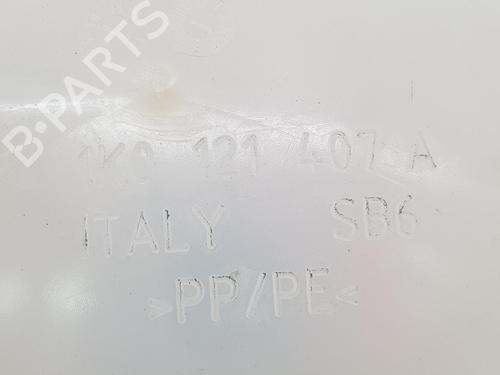 B-PARTS
1K0 121 407 A
ITALY SB6
>PP/PE<